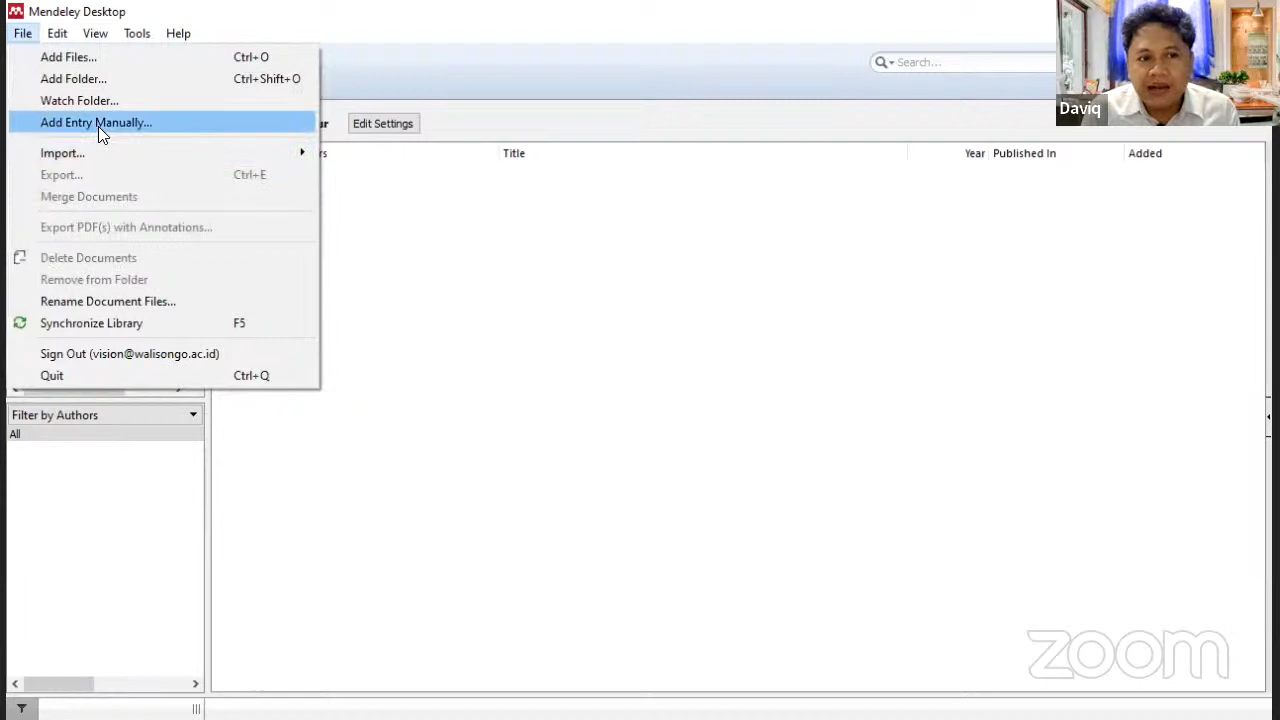 Mendeley Desktop
File Edit View Tools Help
Add Files... Ctrl+O
Add Folder... Ctrl+Shift+O
Watch Folder...
Add Entry Manually...
Import...
Export... Ctrl+E
Merge Documents
Export PDF(s) with Annotations...
Delete Documents
Remove from Folder
Rename Document Files...
Synchronize Library F5
Sign Out (vision@walisongo.ac.id)
Quit Ctrl+Q
Search...
Edit Settings
Title Year Published In Added
Filter by Authors
All
Daviq
zoom